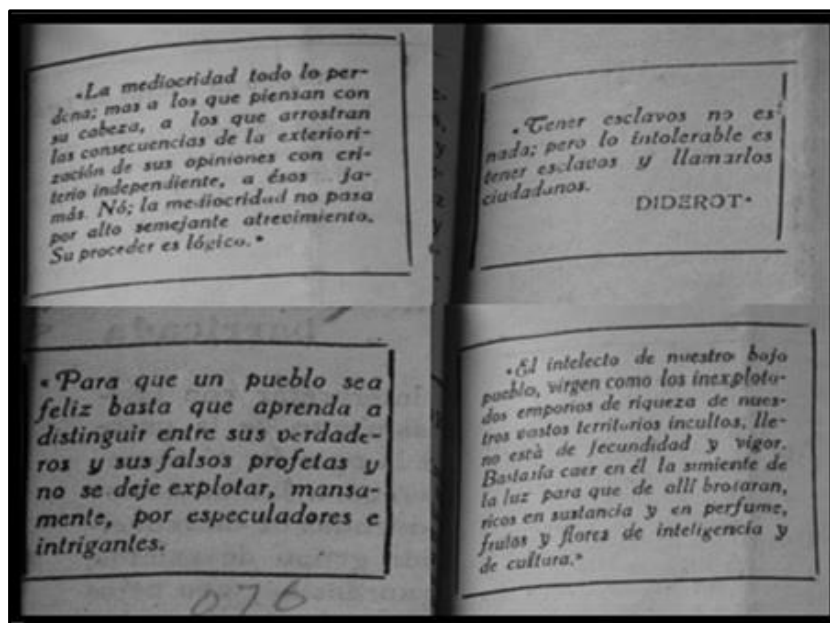 «La mediocridad todo lo per-
dona; mas a los que piensan con
su cabeza, a los que arrostran
las consecuencias de la exteriori-
zación de sus opiniones con cri-
terio independiente, a ésos ja-
más. Nó; la mediocridad no pasa
por alto semejante atrevimiento.
Su proceder es lógico.»
«Tener esclavos no es
nada; pero lo intolerable es
tener esclavos y llamarlos
ciudadanos.
DIDEROT»
«Para que un pueblo sea
feliz basta que aprenda a
distinguir entre sus verdade-
ros y sus falsos profetas y
no se deje explotar, mansa-
mente, por especuladores e
intrigantes.
076
«El intelecto de nuestro bajo
pueblo, virgen como los inexplota-
dos emporios de riqueza de nues-
tros vastos territorios incultos, lle-
no està de fecundidad y vigor.
Bastaría caer en él la simiente de
la luz para que de allí brotaran,
ricos en sustancia y en perfume,
frutos y flores de inteligencia y
de cultura.»